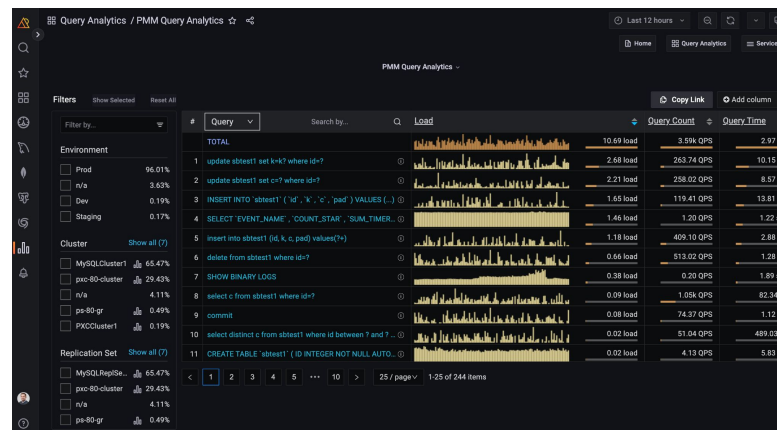 Query Analytics / PMM Query Analytics
Last 12 hours
Home
Query Analytics
Service
PMM Query Analytics
Filters
Show Selected
Reset All
Copy Link
Add column
Filter by...
# Query Search by... Load Query Count Query Time
TOTAL 10.69 load 3.59k QPS 2.97
1 update sbtest1 set k=k? where id=? 2.68 load 263.74 QPS 10.15
2 update sbtest1 set c=? where id=? 2.21 load 258.02 QPS 8.57
3 INSERT INTO `sbtest1` ( `id` , `k` , `c` , `pad` ) VALUES (...) 1.65 load 119.41 QPS 13.81
4 SELECT `EVENT_NAME` , `COUNT_STAR` , `SUM_TIMER... 1.46 load 1.20 QPS 1.22
5 insert into sbtest1 (id, k, c, pad) values(?+) 1.18 load 409.10 QPS 2.88
6 delete from sbtest1 where id=? 0.66 load 513.02 QPS 1.28
7 SHOW BINARY LOGS 0.38 load 0.20 QPS 1.89
8 select c from sbtest1 where id=? 0.09 load 1.05k QPS 82.34
9 commit 0.08 load 74.37 QPS 1.12
10 select distinct c from sbtest1 where id between ? and ? ... 0.02 load 51.04 QPS 489.03
11 CREATE TABLE `sbtest1` ( ID INTEGER NOT NULL AUTO... 0.02 load 4.13 QPS 5.83
Environment
Prod 96.01%
n/a 3.63%
Dev 0.19%
Staging 0.17%
Cluster Show all (7)
MySQLCluster1 65.47%
pxc-80-cluster 29.43%
n/a 4.11%
ps-80-gr 0.49%
PXCCluster1 0.19%
Replication Set Show all (7)
MySQLReplSe... 65.47%
pxc-80-cluster 29.43%
n/a 4.11%
ps-80-gr 0.49%
< 1 2 3 4 5 ••• 10 > 25 / page 1-25 of 244 items